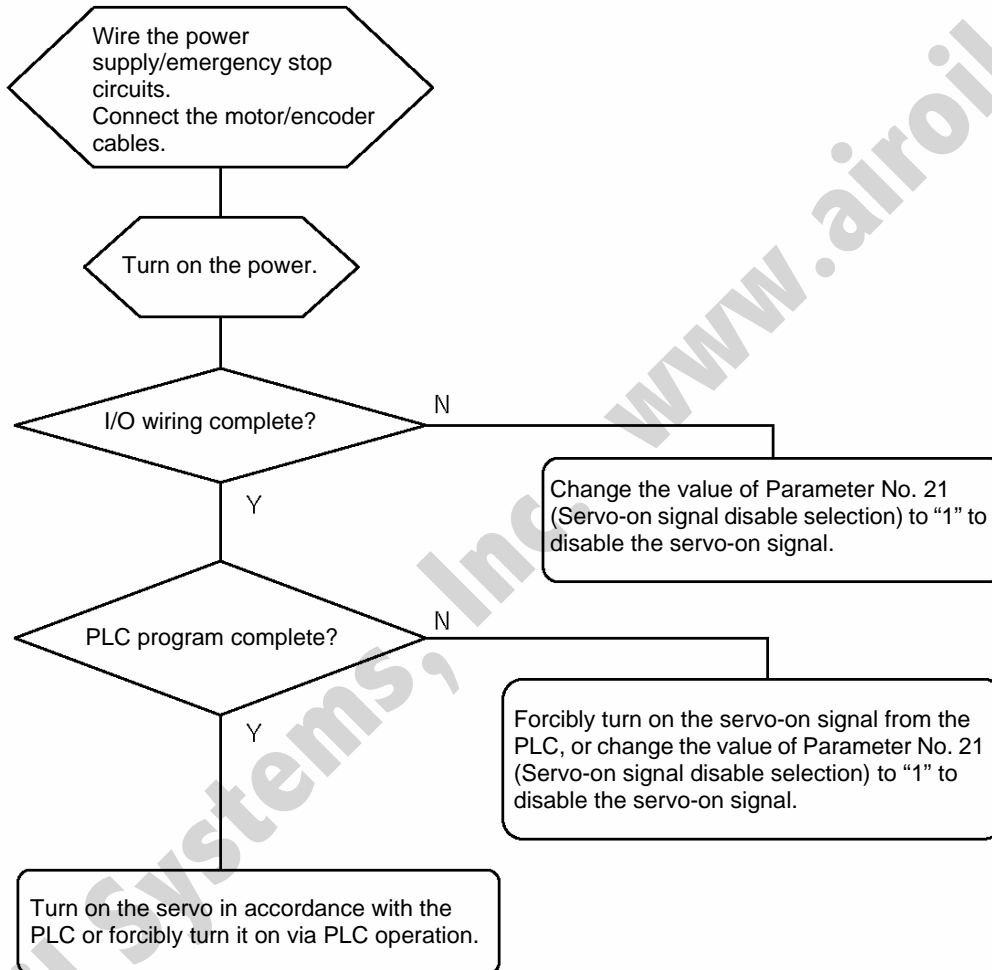 Wire the power
supply/emergency stop
circuits.
Connect the motor/encoder
cables.
Turn on the power.
I/O wiring complete?
N
Y
Change the value of Parameter No. 21
(Servo-on signal disable selection) to “1” to
disable the servo-on signal.
PLC program complete?
N
Y
Forcibly turn on the servo-on signal from the
PLC, or change the value of Parameter No. 21
(Servo-on signal disable selection) to “1” to
disable the servo-on signal.
Turn on the servo in accordance with the
PLC or forcibly turn it on via PLC operation.
Systems, Inc. www.airoil